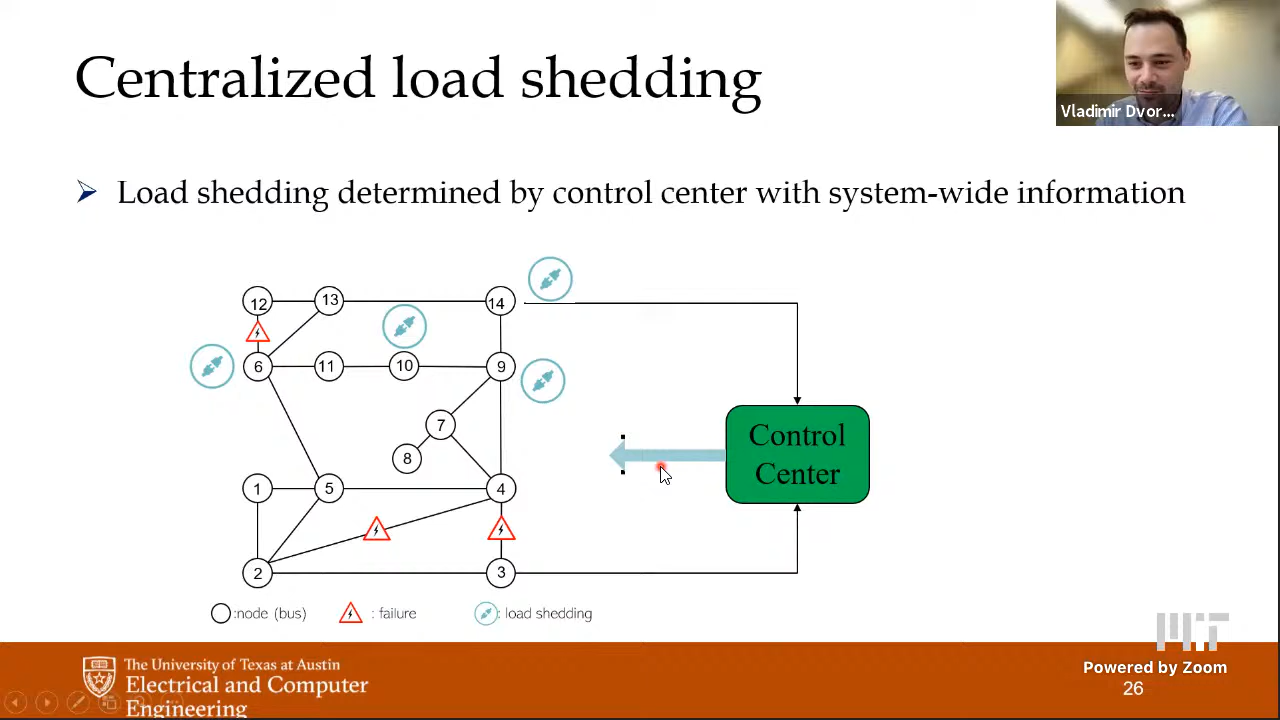 Centralized load shedding
Vladimir Dvor...
Load shedding determined by control center with system-wide information
12
13
14
6
11
10
9
7
8
1
5
4
2
3
Control
Center
:node (bus)
: failure
: load shedding
MIT
The University of Texas at Austin
Electrical and Computer
Engineering
Powered by Zoom
26